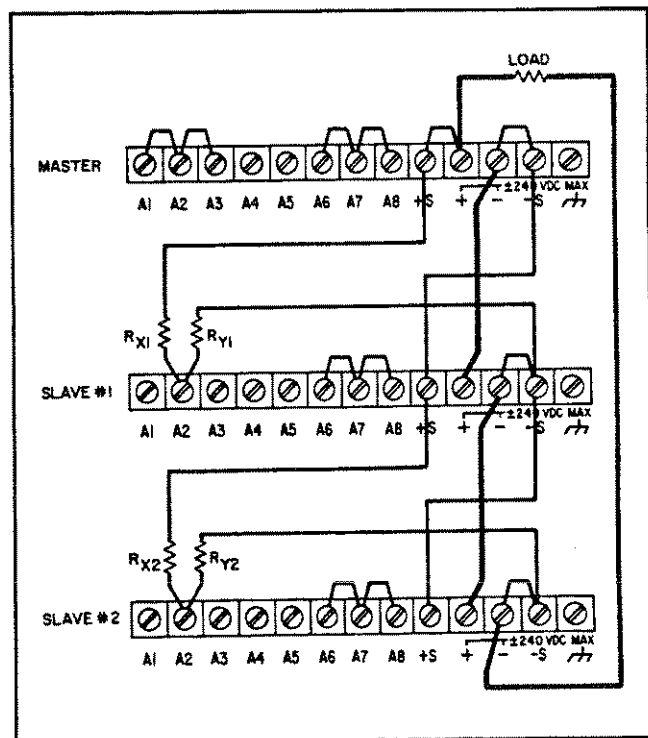 LOAD
MASTER
A1 A2 A3 A4 A5 A6 A7 A8 +S + - -S
±240 VDC MAX
RX1 RY1
SLAVE #1
A1 A2 A3 A4 A5 A6 A7 A8 +S + - -S
±240 VDC MAX
RX2 RY2
SLAVE #2
A1 A2 A3 A4 A5 A6 A7 A8 +S + - -S
±240 VDC MAX